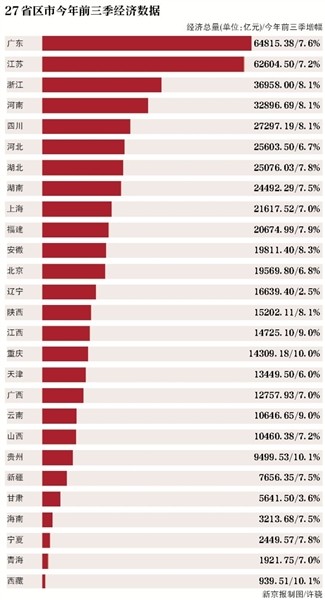 27省区市今年前三季经济数据
经济总量(单位:亿元)/今年前三季增幅
广东 64815.38/7.6%
江苏 62604.50/7.2%
浙江 36958.00/8.1%
河南 32896.69/8.1%
四川 27297.19/8.1%
河北 25603.50/6.7%
湖北 25076.03/7.8%
湖南 24492.29/7.5%
上海 21617.52/7.0%
福建 20674.99/7.9%
安徽 19811.40/8.3%
北京 19569.80/6.8%
辽宁 16639.40/2.5%
陕西 15202.11/8.1%
江西 14725.10/9.0%
重庆 14309.18/10.0%
天津 13449.50/6.0%
广西 12757.93/7.0%
云南 10646.65/9.0%
山西 10460.38/7.2%
贵州 9499.53/10.1%
新疆 7656.35/7.5%
甘肃 5641.50/3.6%
海南 3213.68/7.5%
宁夏 2449.57/7.8%
青海 1921.75/7.0%
西藏 939.51/10.1%
新京报制图/许骁